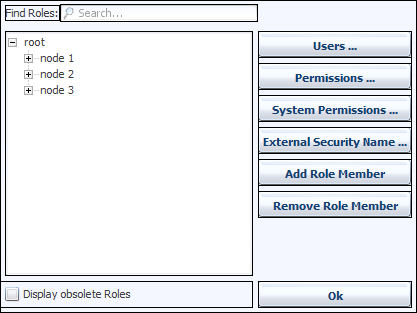 Find Roles: Search...
root
node 1
node 2
node 3
Users ...
Permissions ...
System Permissions ...
External Security Name ...
Add Role Member
Remove Role Member
Display obsolete Roles
Ok